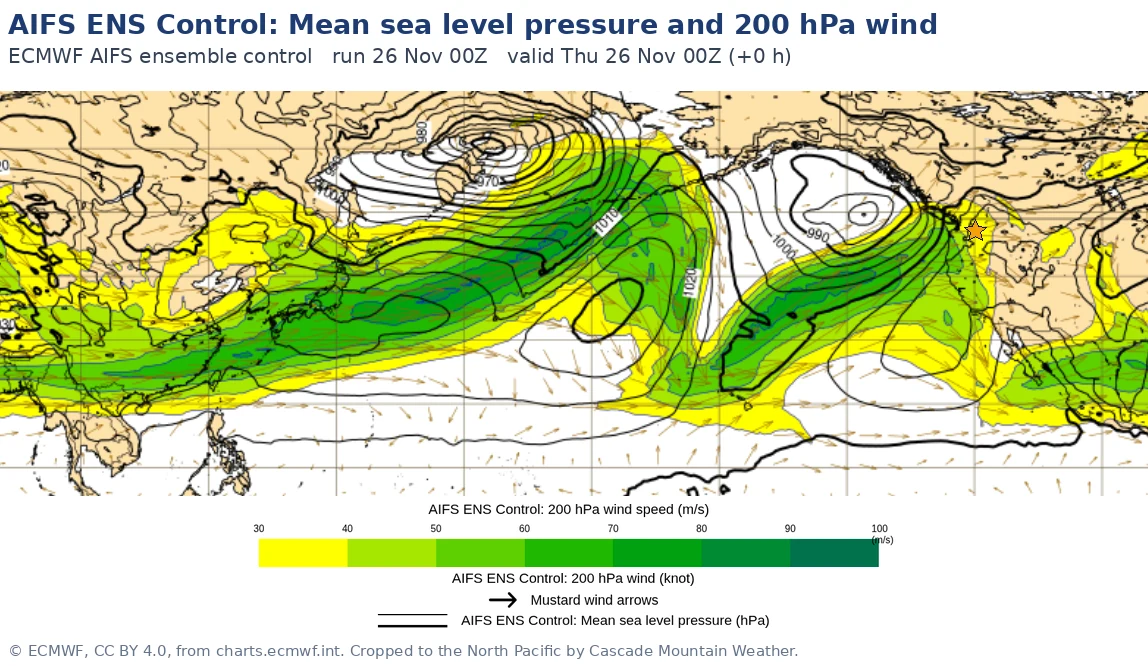 AIFS ENS Control: Mean sea level pressure and 200 hPa wind
ECMWF AIFS ensemble control   run 26 Nov 00Z   valid Thu 26 Nov 00Z (+0 h)
980
970
1010
990
1000
1020
AIFS ENS Control: 200 hPa wind speed (m/s)
30 40 50 60 70 80 90 100
(m/s)
AIFS ENS Control: 200 hPa wind (knot)
Mustard wind arrows
AIFS ENS Control: Mean sea level pressure (hPa)
© ECMWF, CC BY 4.0, from charts.ecmwf.int. Cropped to the North Pacific by Cascade Mountain Weather.